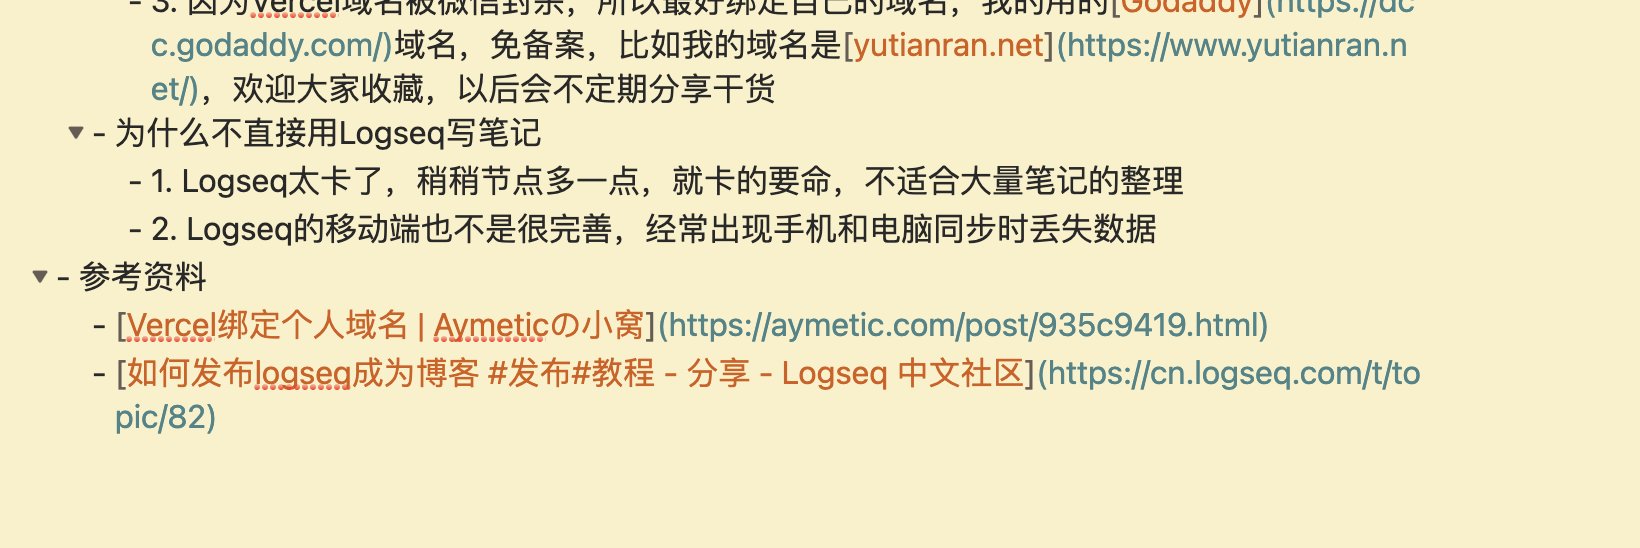 - 3. 因为Vercel域名被微信封杀，所以最好绑定自己的域名，我的用的[Godaddy](https://dc
c.godaddy.com/)域名，免备案，比如我的域名是[yutianran.net](https://www.yutianran.n
et/)，欢迎大家收藏，以后会不定期分享干货
- 为什么不直接用Logseq写笔记
- 1. Logseq太卡了，稍稍节点多一点，就卡的要命，不适合大量笔记的整理
- 2. Logseq的移动端也不是很完善，经常出现手机和电脑同步时丢失数据
- 参考资料
- [Vercel绑定个人域名 | Aymeticの小窝](https://aymetic.com/post/935c9419.html)
- [如何发布logseq成为博客 #发布#教程 - 分享 - Logseq 中文社区](https://cn.logseq.com/t/to
pic/82)